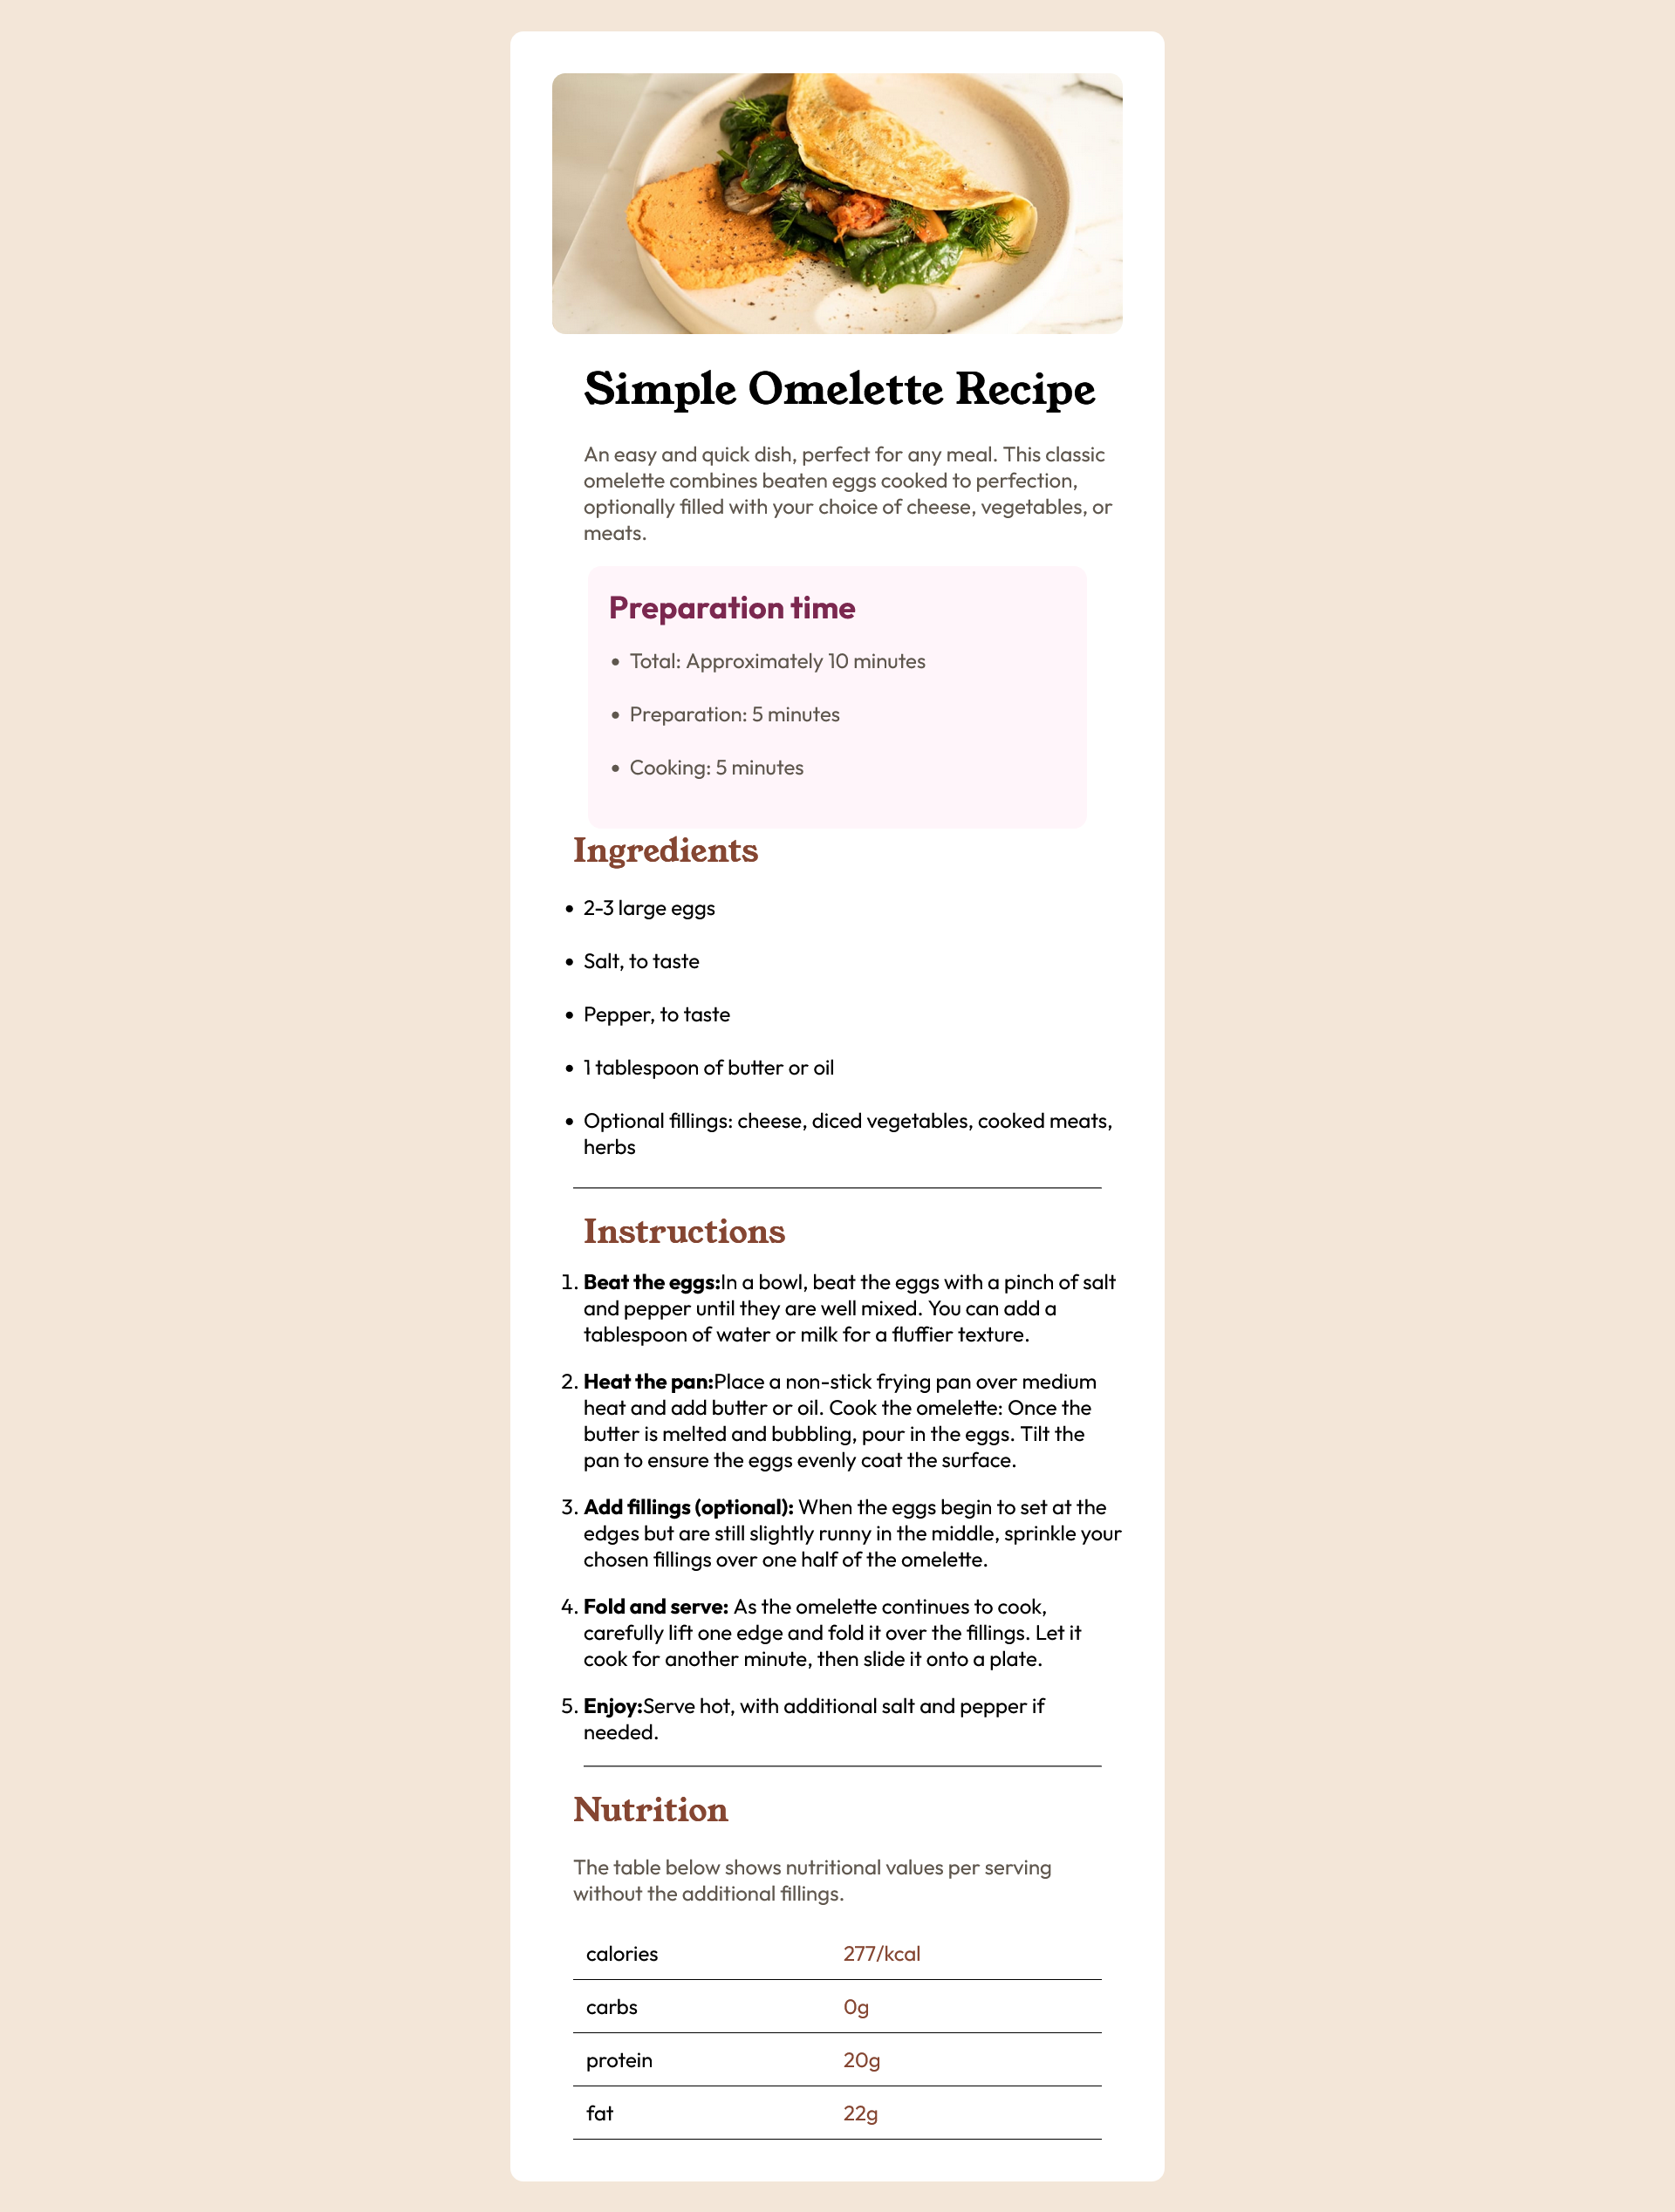 Simple Omelette Recipe
An easy and quick dish, perfect for any meal. This classic
omelette combines beaten eggs cooked to perfection,
optionally filled with your choice of cheese, vegetables, or
meats.
Preparation time
• Total: Approximately 10 minutes
• Preparation: 5 minutes
• Cooking: 5 minutes
Ingredients
• 2-3 large eggs
• Salt, to taste
• Pepper, to taste
• 1 tablespoon of butter or oil
• Optional fillings: cheese, diced vegetables, cooked meats,
herbs
Instructions
1. Beat the eggs:In a bowl, beat the eggs with a pinch of salt
and pepper until they are well mixed. You can add a
tablespoon of water or milk for a fluffier texture.
2. Heat the pan:Place a non-stick frying pan over medium
heat and add butter or oil. Cook the omelette: Once the
butter is melted and bubbling, pour in the eggs. Tilt the
pan to ensure the eggs evenly coat the surface.
3. Add fillings (optional): When the eggs begin to set at the
edges but are still slightly runny in the middle, sprinkle your
chosen fillings over one half of the omelette.
4. Fold and serve: As the omelette continues to cook,
carefully lift one edge and fold it over the fillings. Let it
cook for another minute, then slide it onto a plate.
5. Enjoy:Serve hot, with additional salt and pepper if
needed.
Nutrition
The table below shows nutritional values per serving
without the additional fillings.
calories 277/kcal
carbs 0g
protein 20g
fat 22g